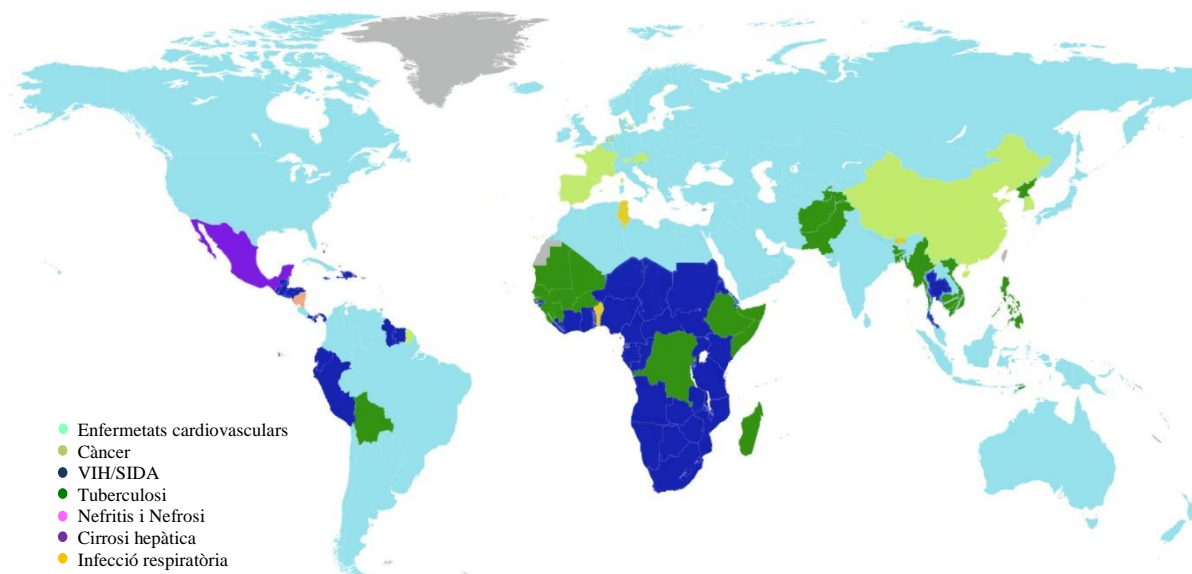 Enfermetats cardiovasculars
Càncer
VIH/SIDA
Tuberculosi
Nefritis i Nefrosi
Cirrosi hepàtica
Infecció respiratòria